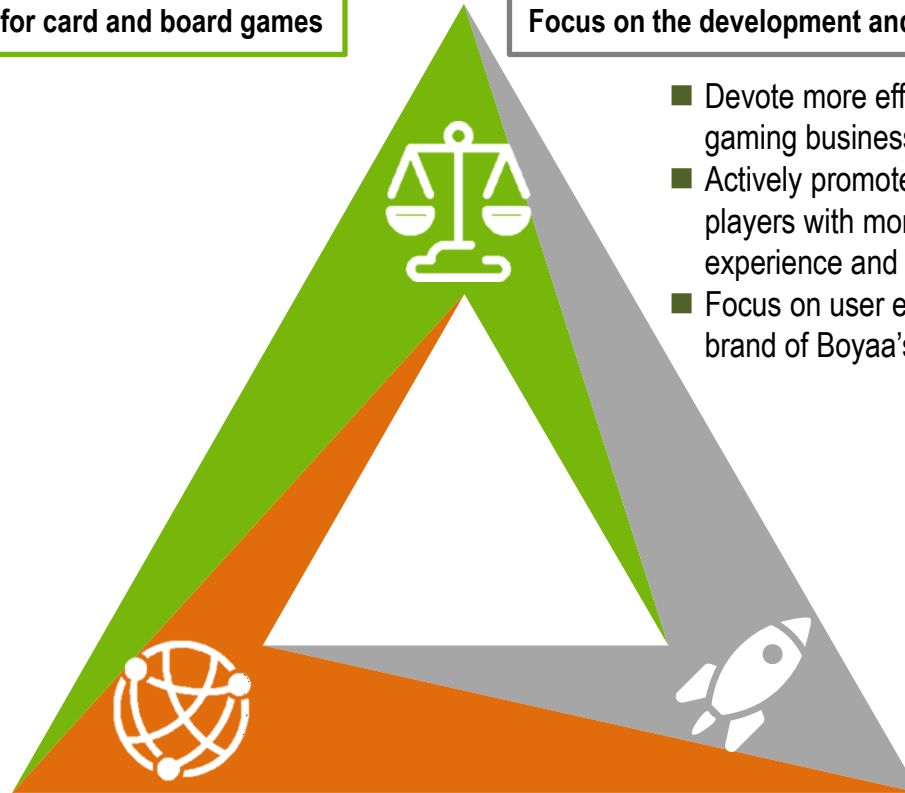 for card and board games
Focus on the development and
Devote more eff
gaming business
Actively promote
players with mor
experience and
Focus on user e
brand of Boyaa's